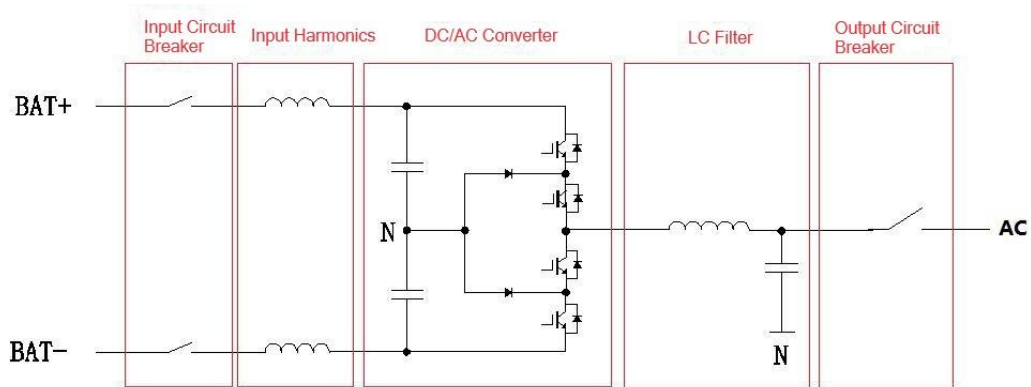 Input Circuit
Breaker
Input Harmonics
DC/AC Converter
LC Filter
Output Circuit
Breaker
BAT+
N
AC
N
BAT-